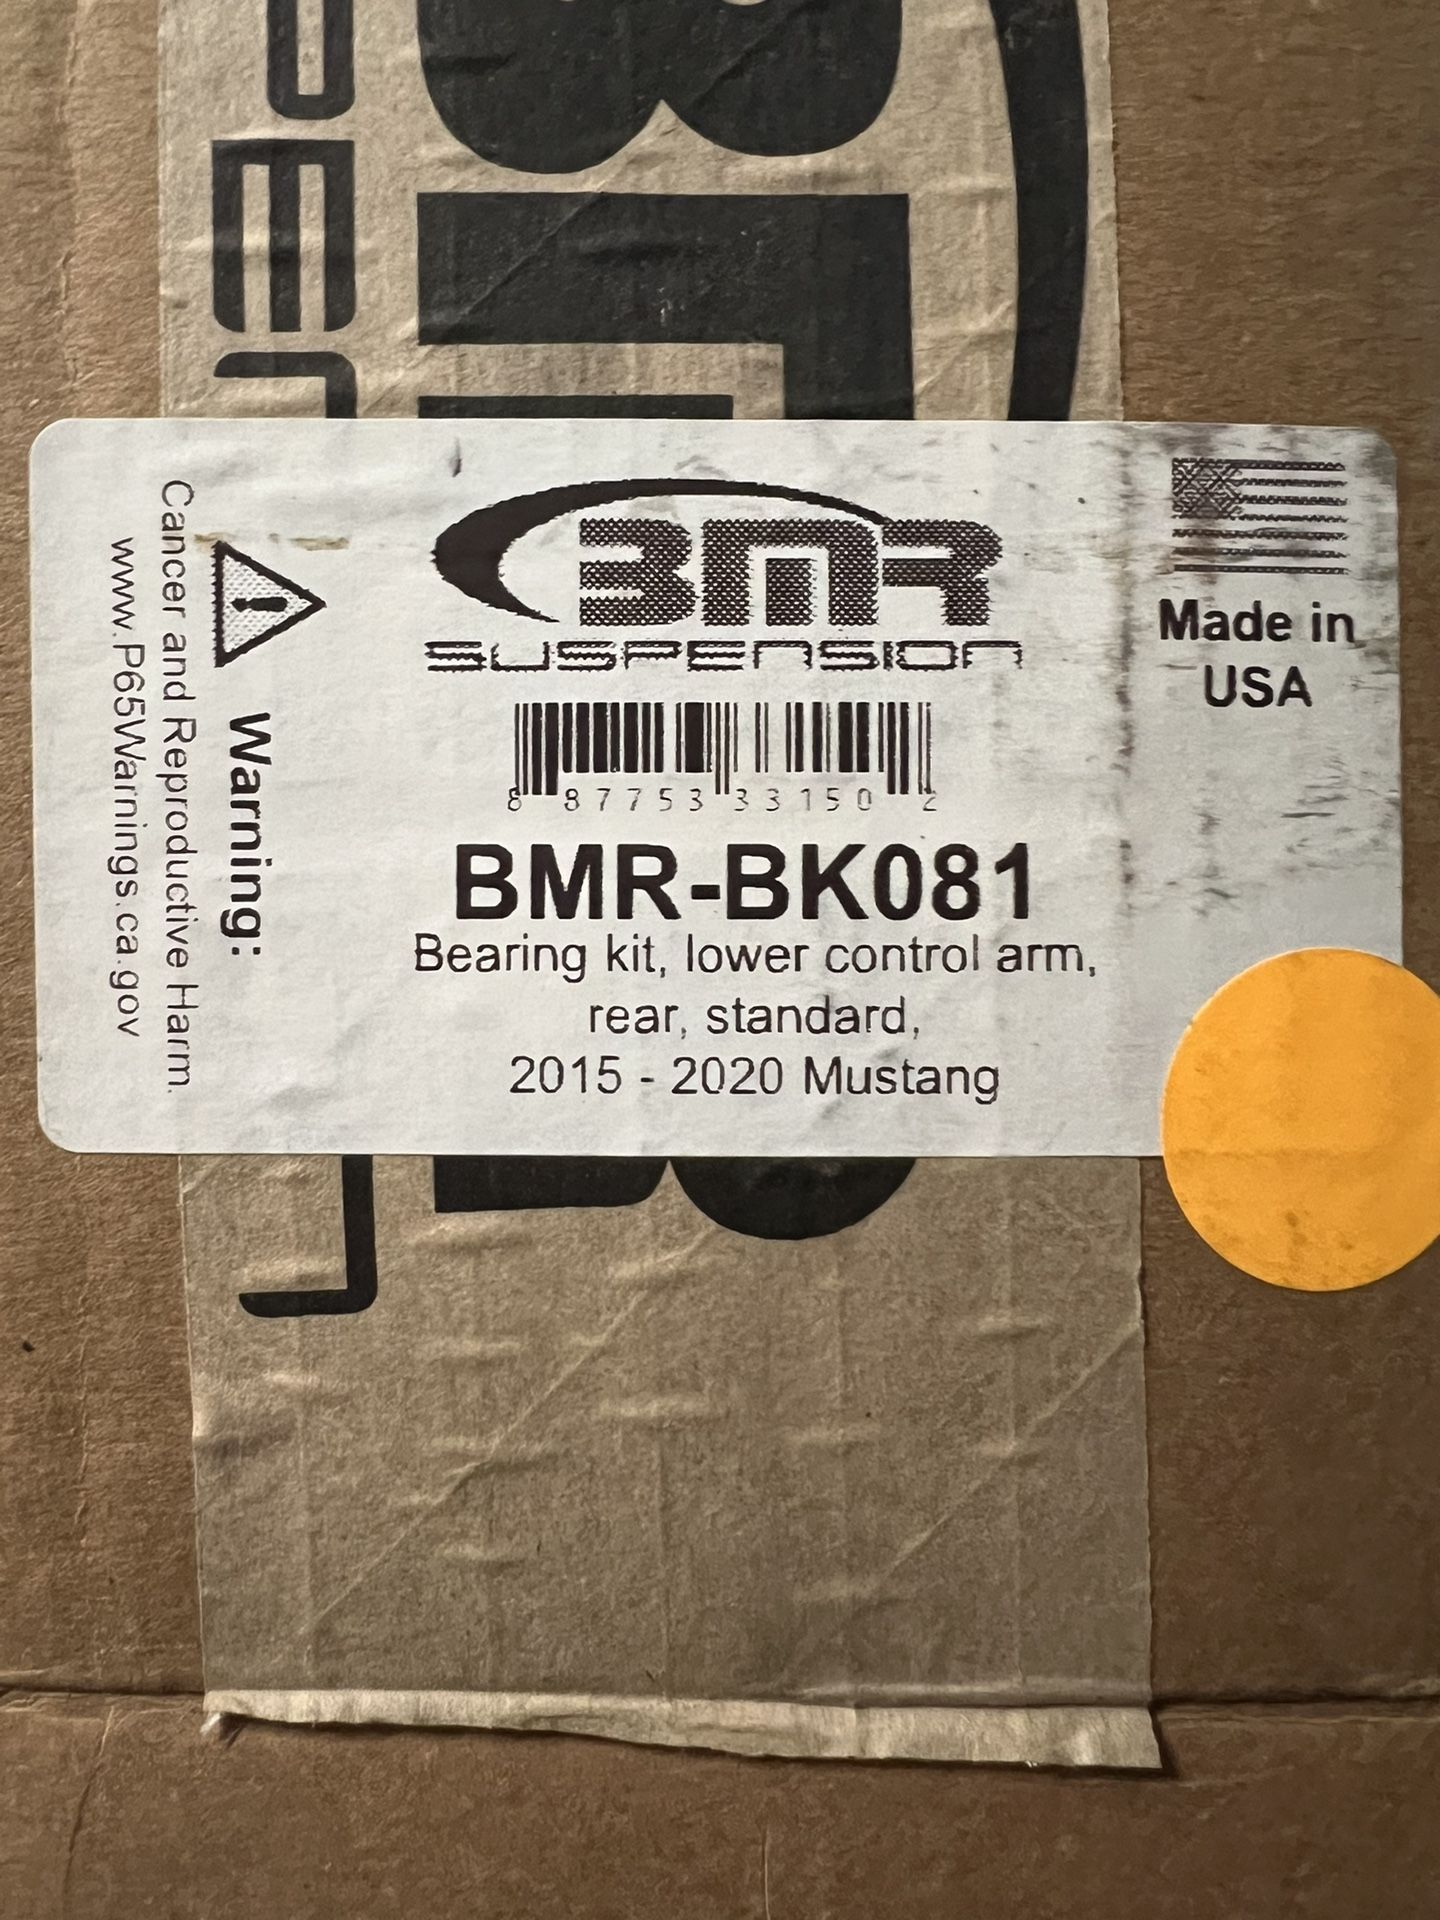 BMR
SUSPENSION
Made in
USA
8 87753 33150 2
BMR-BK081
Bearing kit, lower control arm,
rear, standard,
2015 - 2020 Mustang
Warning:
Cancer and Reproductive Harm.
www.P65Warnings.ca.gov